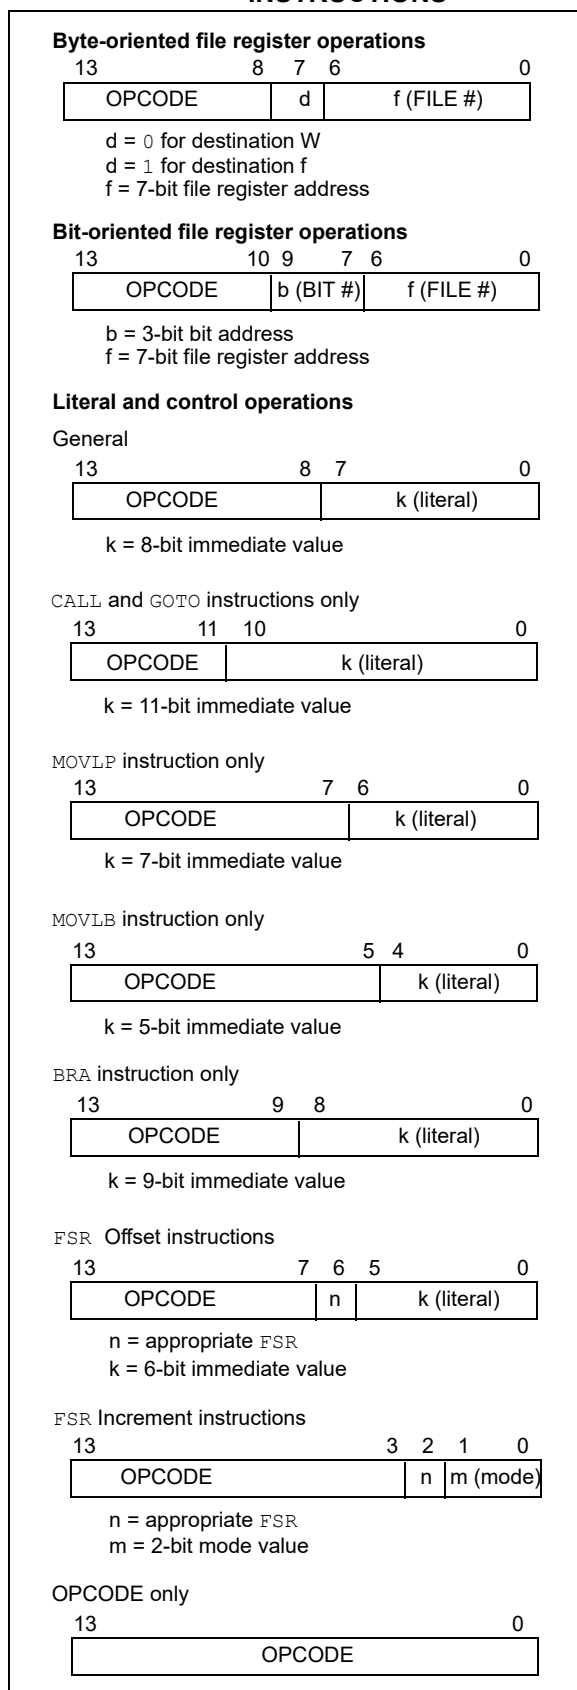 INSTRUCTIONS
Byte-oriented file register operations
13 8 7 6 0
OPCODE d f (FILE #)
d = 0 for destination W
d = 1 for destination f
f = 7-bit file register address
Bit-oriented file register operations
13 10 9 7 6 0
OPCODE b (BIT #) f (FILE #)
b = 3-bit bit address
f = 7-bit file register address
Literal and control operations
General
13 8 7 0
OPCODE k (literal)
k = 8-bit immediate value
CALL and GOTO instructions only
13 11 10 0
OPCODE k (literal)
k = 11-bit immediate value
MOVLP instruction only
13 7 6 0
OPCODE k (literal)
k = 7-bit immediate value
MOVLB instruction only
13 5 4 0
OPCODE k (literal)
k = 5-bit immediate value
BRA instruction only
13 9 8 0
OPCODE k (literal)
k = 9-bit immediate value
FSR Offset instructions
13 7 6 5 0
OPCODE n k (literal)
n = appropriate FSR
k = 6-bit immediate value
FSR Increment instructions
13 3 2 1 0
OPCODE n m (mode)
n = appropriate FSR
m = 2-bit mode value
OPCODE only
13 0
OPCODE